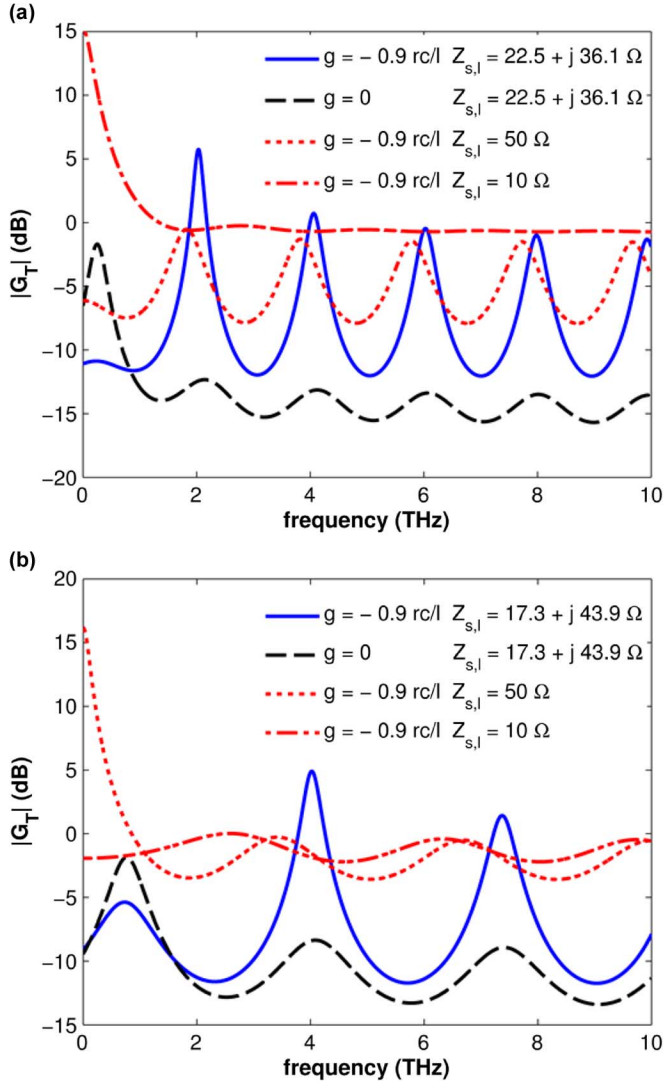 (a)
15
10
5
0
−5
−10
−15
−20
|G_T| (dB)
g = − 0.9 rc/l Z_s,l = 22.5 + j 36.1 Ω
g = 0 Z_s,l = 22.5 + j 36.1 Ω
g = − 0.9 rc/l Z_s,l = 50 Ω
g = − 0.9 rc/l Z_s,l = 10 Ω
0 2 4 6 8 10
frequency (THz)
(b)
20
15
10
5
0
−5
−10
−15
|G_T| (dB)
g = − 0.9 rc/l Z_s,l = 17.3 + j 43.9 Ω
g = 0 Z_s,l = 17.3 + j 43.9 Ω
g = − 0.9 rc/l Z_s,l = 50 Ω
g = − 0.9 rc/l Z_s,l = 10 Ω
0 2 4 6 8 10
frequency (THz)